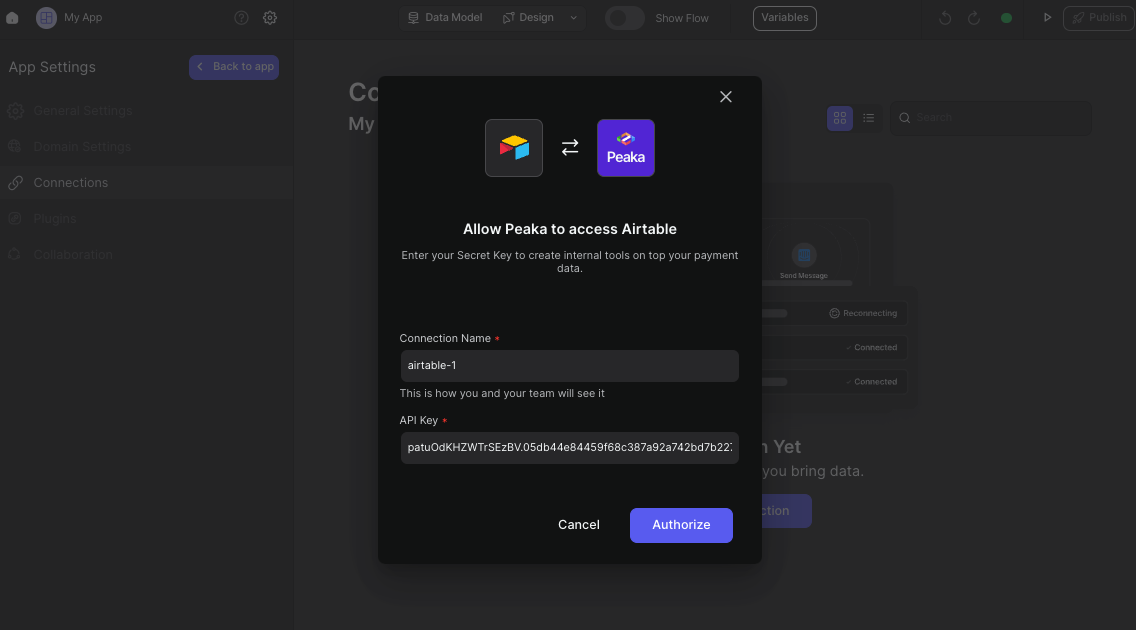 My App
Data Model
Design
Show Flow
Variables
Publish
App Settings
Back to app
General Settings
Domain Settings
Connections
Plugins
Collaboration
Co
My
Search
Peaka
Allow Peaka to access Airtable
Enter your Secret Key to create internal tools on top your payment
data.
Send Message
Reconnecting
Connection Name *
Connected
airtable-1
Connected
This is how you and your team will see it
API Key *
patuOdKHZWTrSEzBV.05db44e84459f68c387a92a742bd7b227
n Yet
you bring data.
ction
Cancel
Authorize